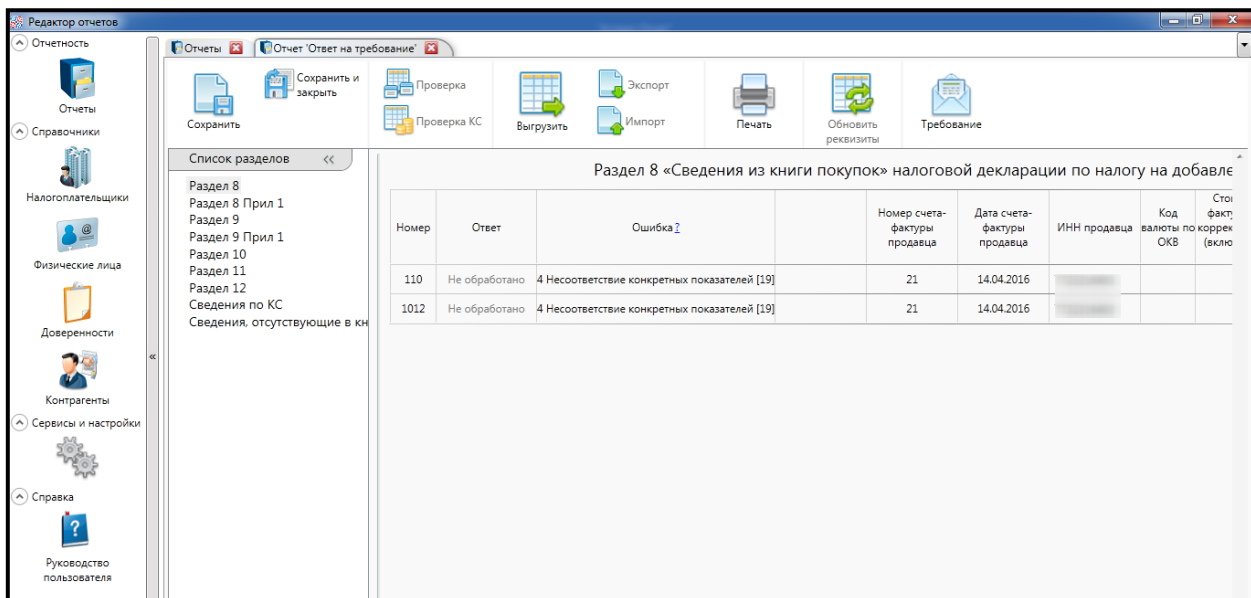 Редактор отчетов
Отчетность
Отчеты
Справочники
Налогоплательщики
@
Физические лица
Доверенности
Контрагенты
Сервисы и настройки
Справка
?
Руководство
пользователя
«
Отчеты
Отчет 'Ответ на требование'
Сохранить
Сохранить и
закрыть
Проверка
Проверка КС
Выгрузить
Экспорт
Импорт
Печать
Обновить
реквизиты
Требование
Список разделов <<
Раздел 8
Раздел 8 Прил 1
Раздел 9
Раздел 9 Прил 1
Раздел 10
Раздел 11
Раздел 12
Сведения по КС
Сведения, отсутствующие в кн
Раздел 8 «Сведения из книги покупок» налоговой декларации по налогу на добавле
Номер
Ответ
Ошибка ?
Номер счета-
фактуры
продавца
Дата счета-
фактуры
продавца
ИНН продавца
Код
валюты по
ОКВ
Стои
факту
коррек
(включ
110 Не обработано 4 Несоответствие конкретных показателей [19] 21 14.04.2016
1012 Не обработано 4 Несоответствие конкретных показателей [19] 21 14.04.2016